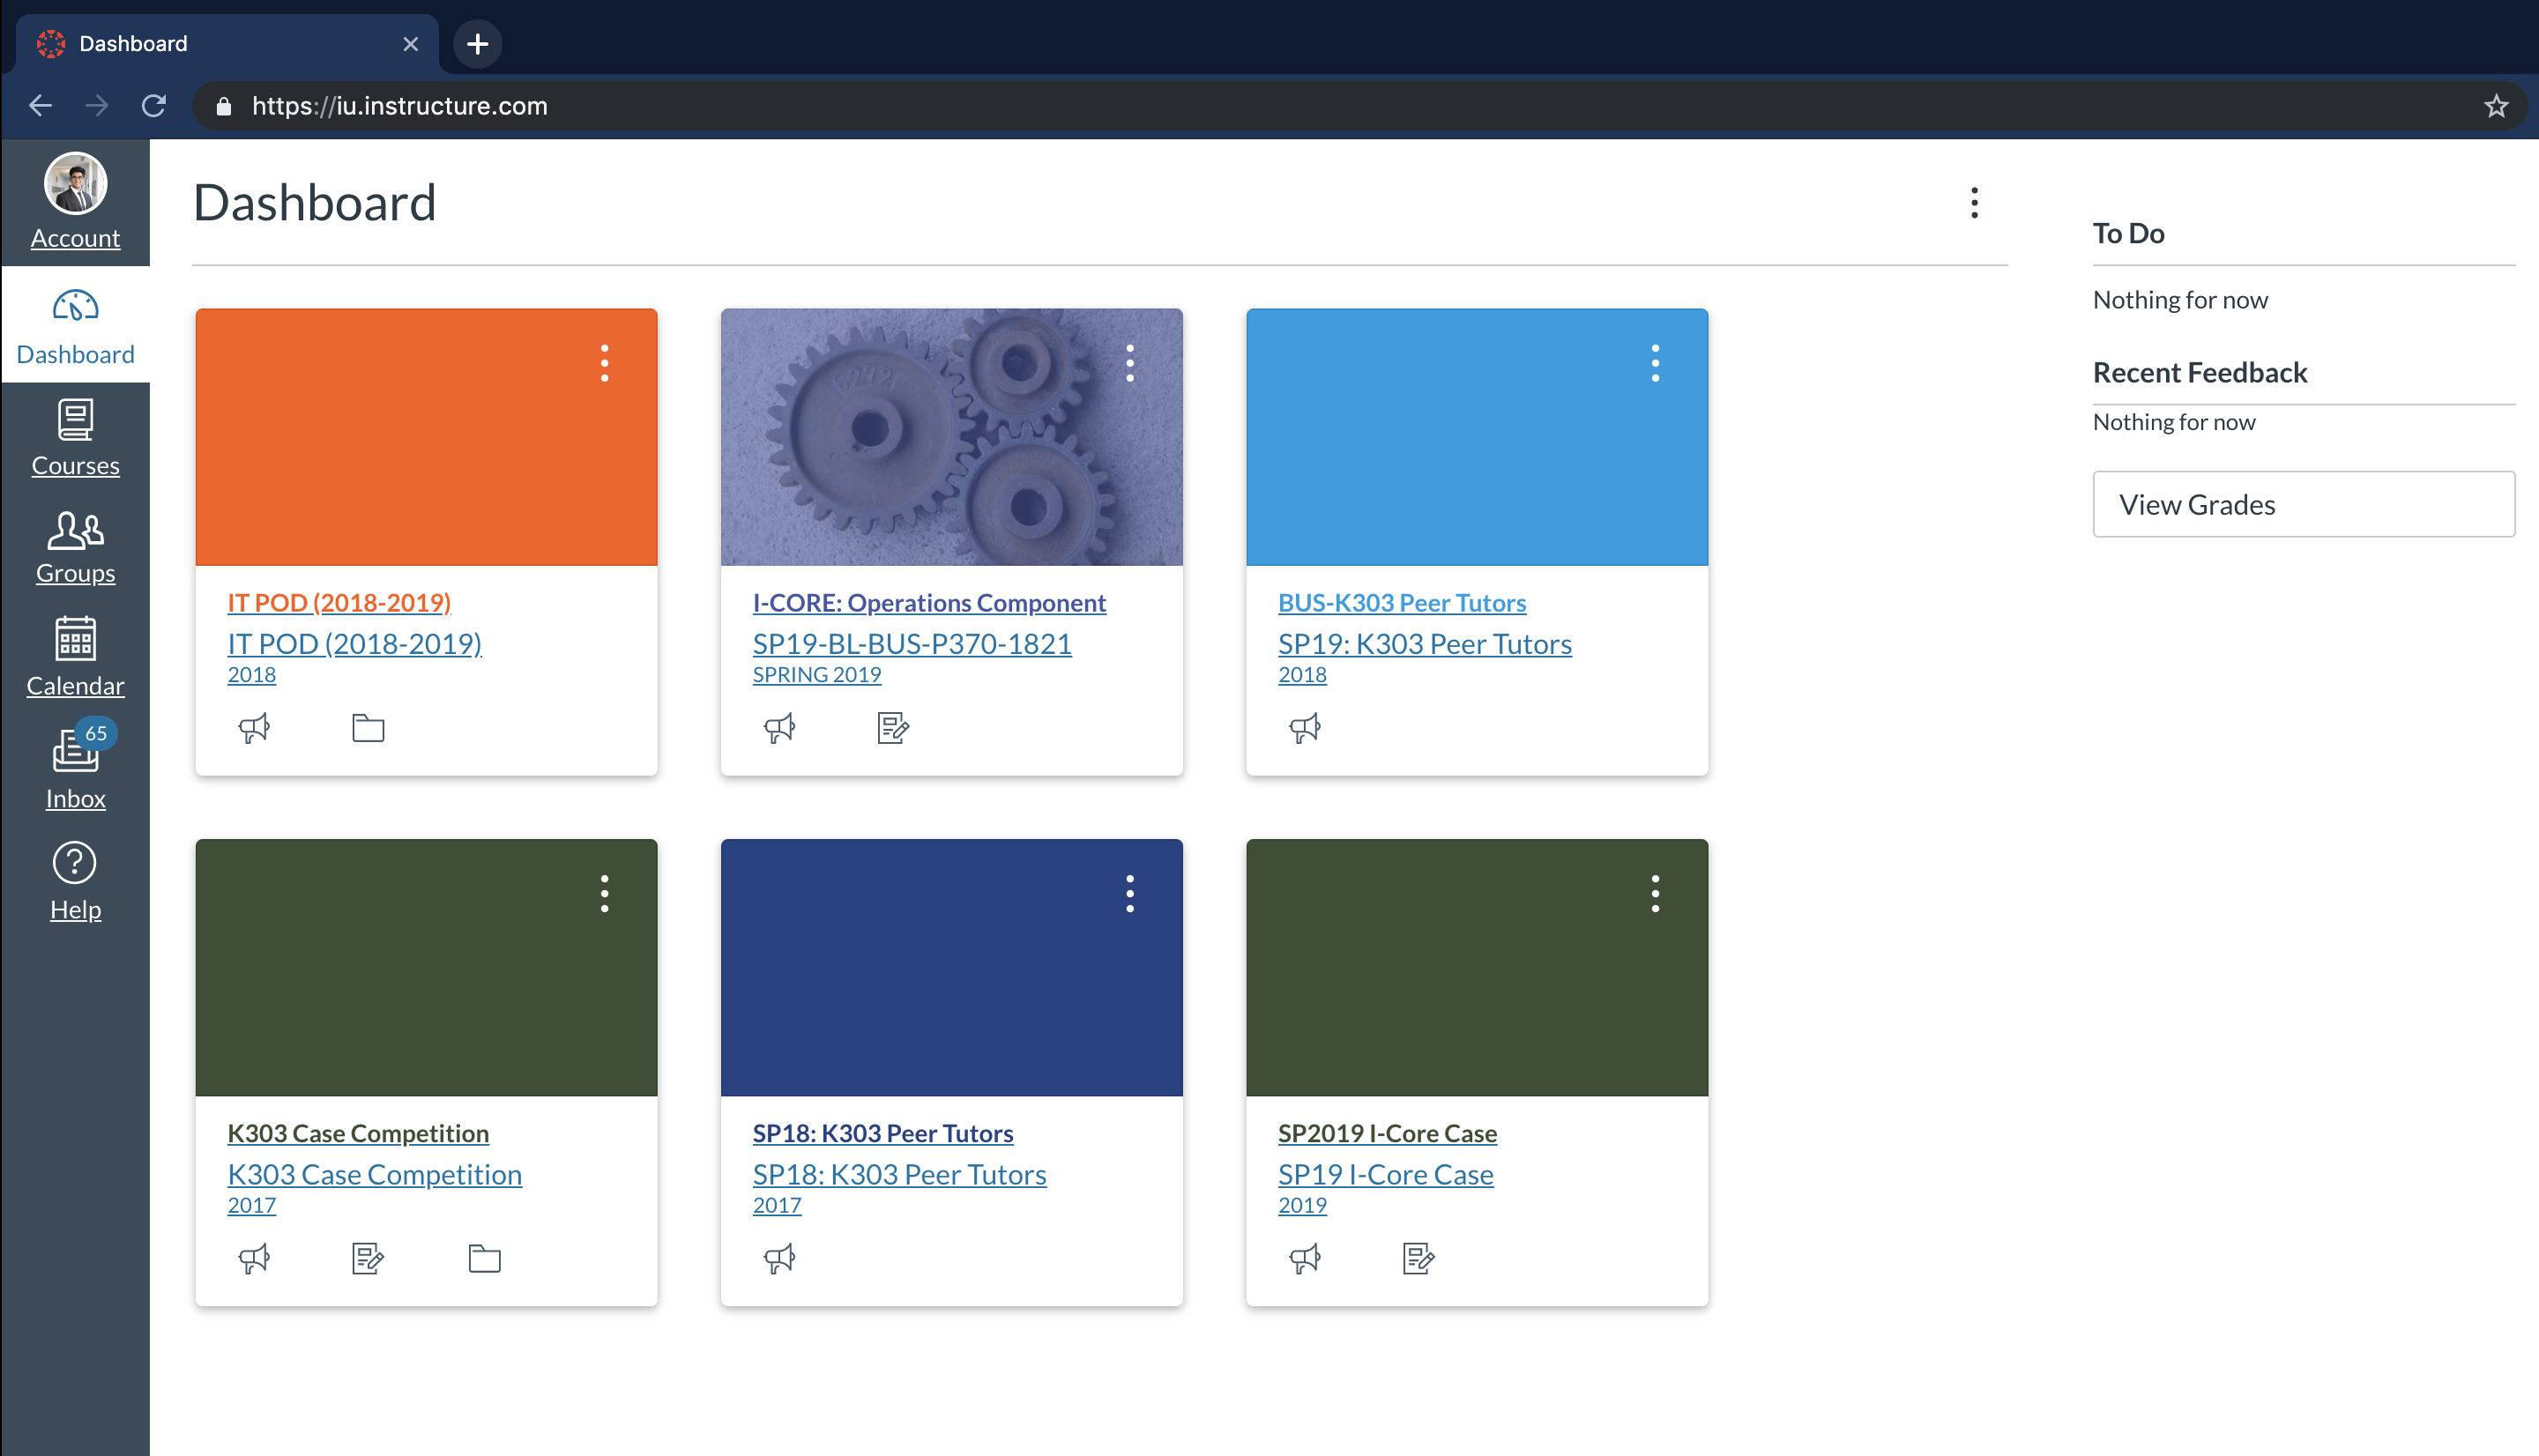 Dashboard
https://iu.instructure.com
Account
Dashboard
Courses
Groups
Calendar
65
Inbox
Help
Dashboard
IT POD (2018-2019)
IT POD (2018-2019)
2018
I-CORE: Operations Component
SP19-BL-BUS-P370-1821
SPRING 2019
BUS-K303 Peer Tutors
SP19: K303 Peer Tutors
2018
K303 Case Competition
K303 Case Competition
2017
SP18: K303 Peer Tutors
SP18: K303 Peer Tutors
2017
SP2019 I-Core Case
SP19 I-Core Case
2019
To Do
Nothing for now
Recent Feedback
Nothing for now
View Grades